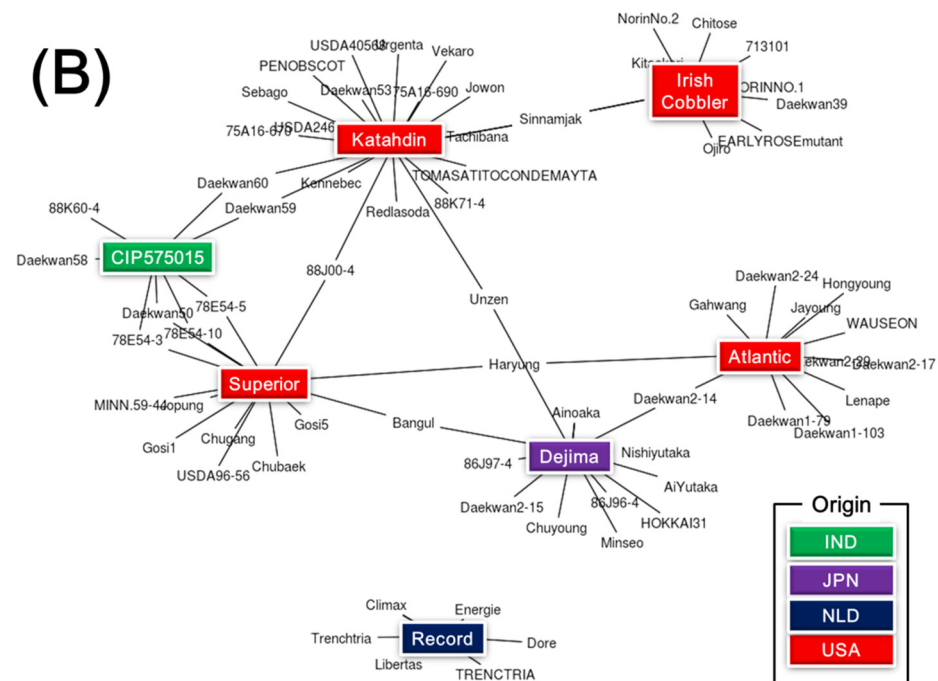 (B)
NorinNo.2
Chitose
USDA40568
Urgenta
Vekaro
713101
PENOBSCOT
Irish
Cobbler
Sebago
Daekwan53
75A16-690
Jowon
ORINNO.1
Daekwan39
Sinnamjak
75A16-670
USDA246
Katahdin
Tachibana
EARLYROSEmutant
Ojiro
TOMASATITOCONDEMAYTA
Daekwan60
Kennebec
88K71-4
88K60-4
Daekwan59
Redlasoda
CIP575015
Daekwan58
88J00-4
Daekwan2-24
Hongyoung
Unzen
Gahwang
Jayoung
78E54-5
Daekwan50
WAUSEON
78E54-3
78E54-10
Haryung
Atlantic
Daekwan2-17
Superior
Daekwan2-14
Lenape
MINN.59-44
Ainoaka
Gosi5
Bangul
Daekwan1-79
Daekwan1-103
Gosi1
Chugang
Dejima
Nishiyutaka
86J97-4
Chubaek
USDA96-56
AiYutaka
Daekwan2-15
86J96-4
Chuyoung
HOKKAI31
Minseo
Origin
IND
JPN
NLD
USA
Climax
Energie
Trenchtria
Record
Dore
Libertas
TRENCTRIA